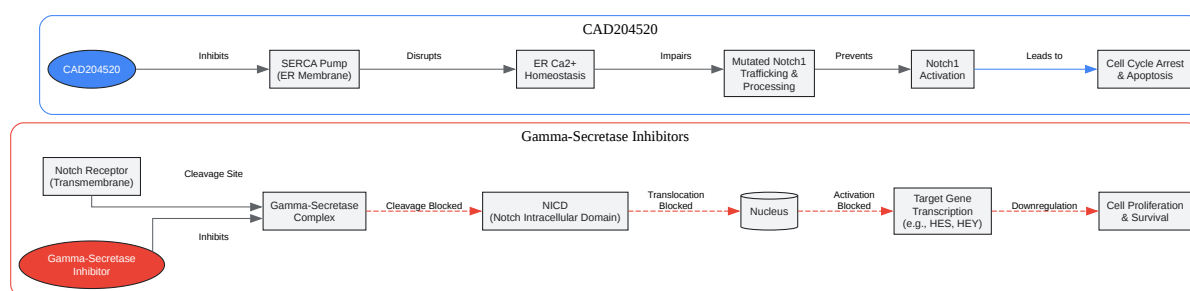 CAD204520
CAD204520
Inhibits
SERCA Pump
(ER Membrane)
Disrupts
ER Ca2+
Homeostasis
Impairs
Mutated Notch1
Trafficking &
Processing
Prevents
Notch1
Activation
Leads to
Cell Cycle Arrest
& Apoptosis
Gamma-Secretase Inhibitors
Notch Receptor
(Transmembrane)
Cleavage Site
Gamma-Secretase
Inhibitor
Inhibits
Gamma-Secretase
Complex
Cleavage Blocked
NICD
(Notch Intracellular Domain)
Translocation
Blocked
Nucleus
Activation
Blocked
Target Gene
Transcription
(e.g., HES, HEY)
Downregulation
Cell Proliferation
& Survival